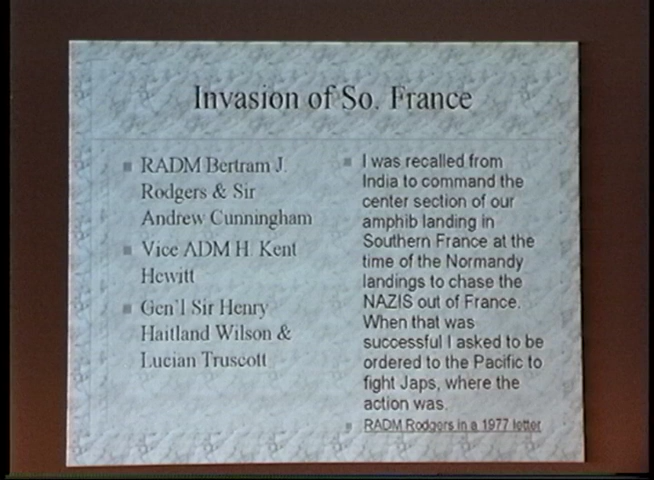 Invasion of So. France
RADM Bertram J.
Rodgers & Sir
Andrew Cunningham
Vice ADM H. Kent
Hewitt
Gen'l Sir Henry
Haitland Wilson &
Lucian Truscott
I was recalled from
India to command the
center section of our
amphib landing in
Southern France at the
time of the Normandy
landings to chase the
NAZIS out of France.
When that was
successful I asked to be
ordered to the Pacific to
fight Japs, where the
action was.
RADM Rodgers in a 1977 letter